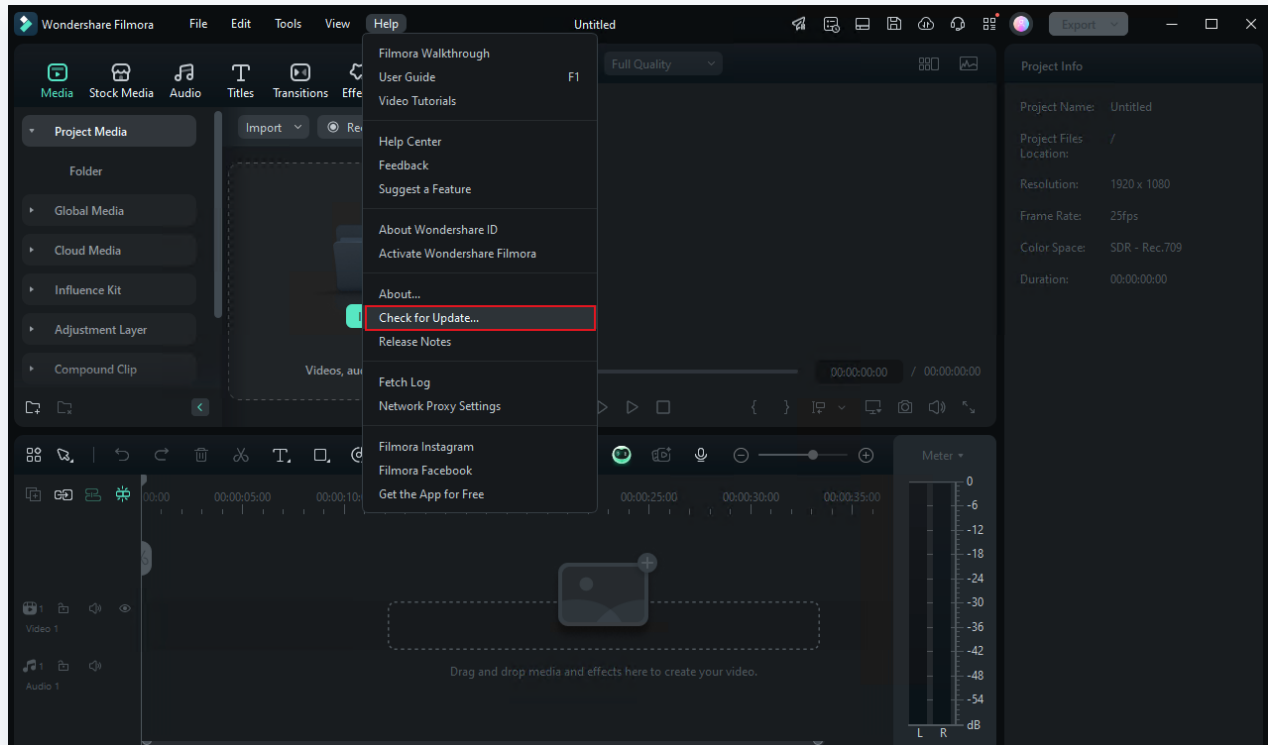 Wondershare Filmora File Edit Tools View Help Untitled Export
Media Stock Media Audio Titles Transitions
Full Quality
Project Info
Project Media
Folder
Global Media
Cloud Media
Influence Kit
Adjustment Layer
Compound Clip
Import
Videos,
Filmora Walkthrough
User Guide F1
Video Tutorials
Help Center
Feedback
Suggest a Feature
About Wondershare ID
Activate Wondershare Filmora
About...
Check for Update...
Release Notes
Fetch Log
Network Proxy Settings
Filmora Instagram
Filmora Facebook
Get the App for Free
00:00:00:00 / 00:00:00:00
Project Name: Untitled
Project Files /
Location:
Resolution: 1920 x 1080
Frame Rate: 25fps
Color Space: SDR - Rec.709
Duration: 00:00:00:00
Meter
00:00 00:00:05:00 00:00:10: 00:00:25:00 00:00:30:00 00:00:35:00
0
-6
-12
-18
-24
-30
-36
-42
-48
-54
dB
L R
1
Video 1
1
Audio 1
Drag and drop media and effects here to create your video.